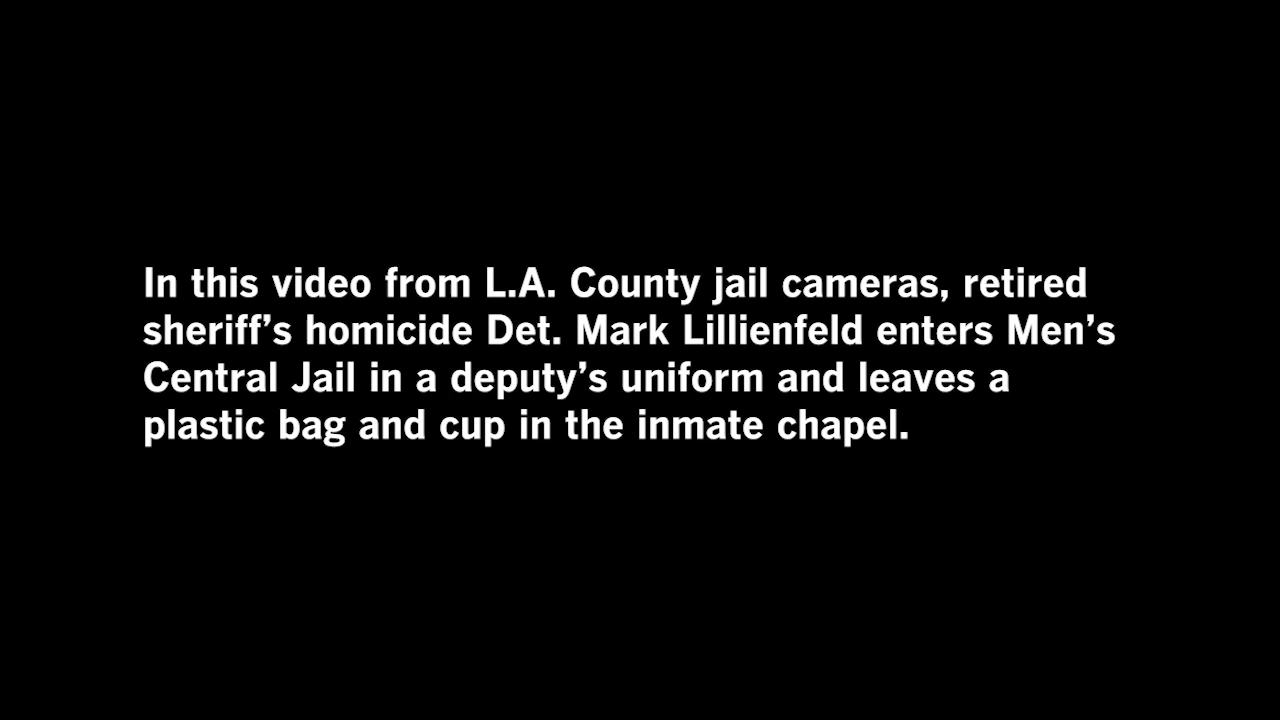 In this video from L.A. County jail cameras, retired
sheriff’s homicide Det. Mark Lillienfeld enters Men’s
Central Jail in a deputy’s uniform and leaves a
plastic bag and cup in the inmate chapel.